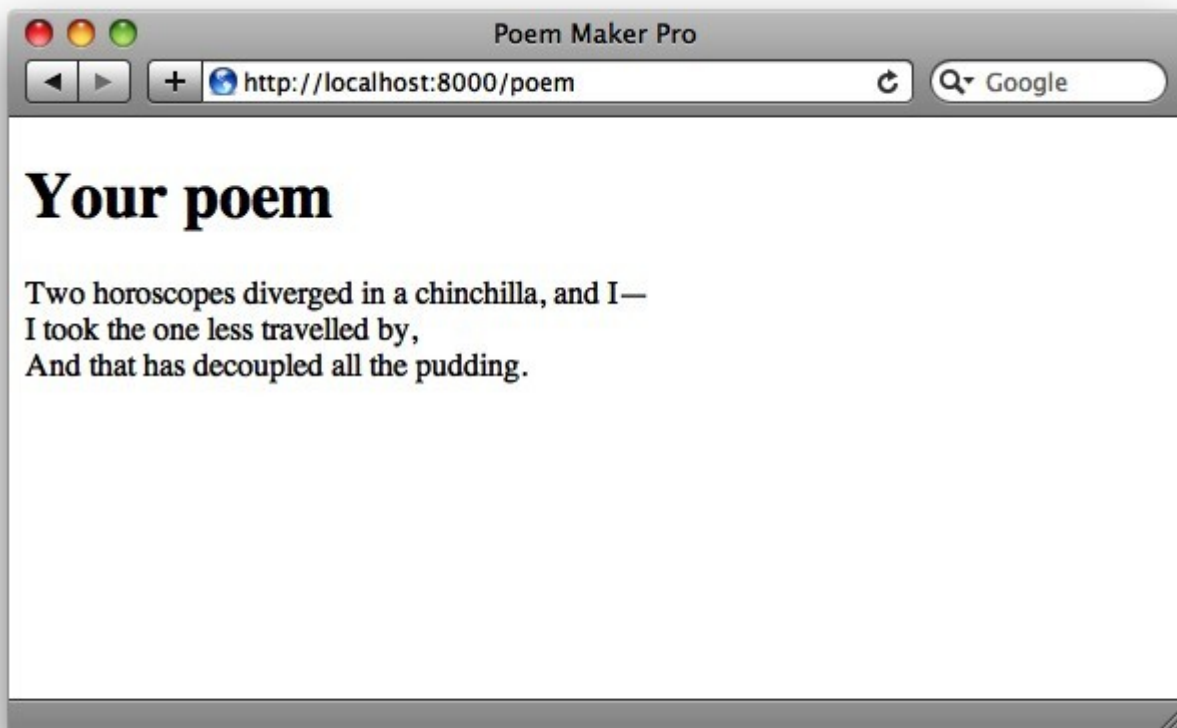 Poem Maker Pro
http://localhost:8000/poem
Google
Your poem
Two horoscopes diverged in a chinchilla, and I—
I took the one less travelled by,
And that has decoupled all the pudding.